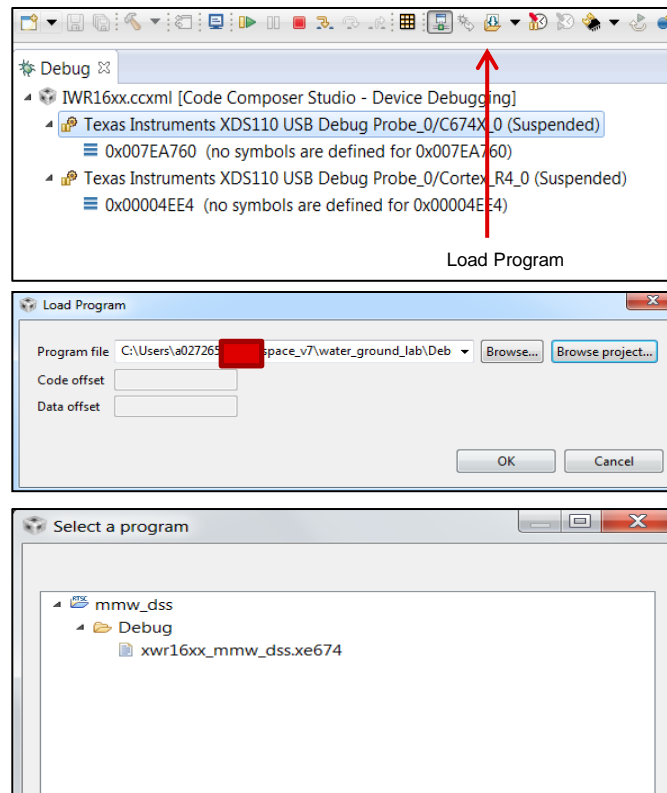 Debug
IWR16xx.ccxml [Code Composer Studio - Device Debugging]
Texas Instruments XDS110 USB Debug Probe_0/C674X_0 (Suspended)
0x007EA760 (no symbols are defined for 0x007EA760)
Texas Instruments XDS110 USB Debug Probe_0/Cortex_R4_0 (Suspended)
0x00004EE4 (no symbols are defined for 0x00004EE4)
Load Program
Load Program
Program file C:\Users\a027265 space_v7\water_ground_lab\Deb Browse... Browse project...
Code offset
Data offset
OK Cancel
Select a program
RTSC mmw_dss
Debug
xwr16xx_mmw_dss.xe674